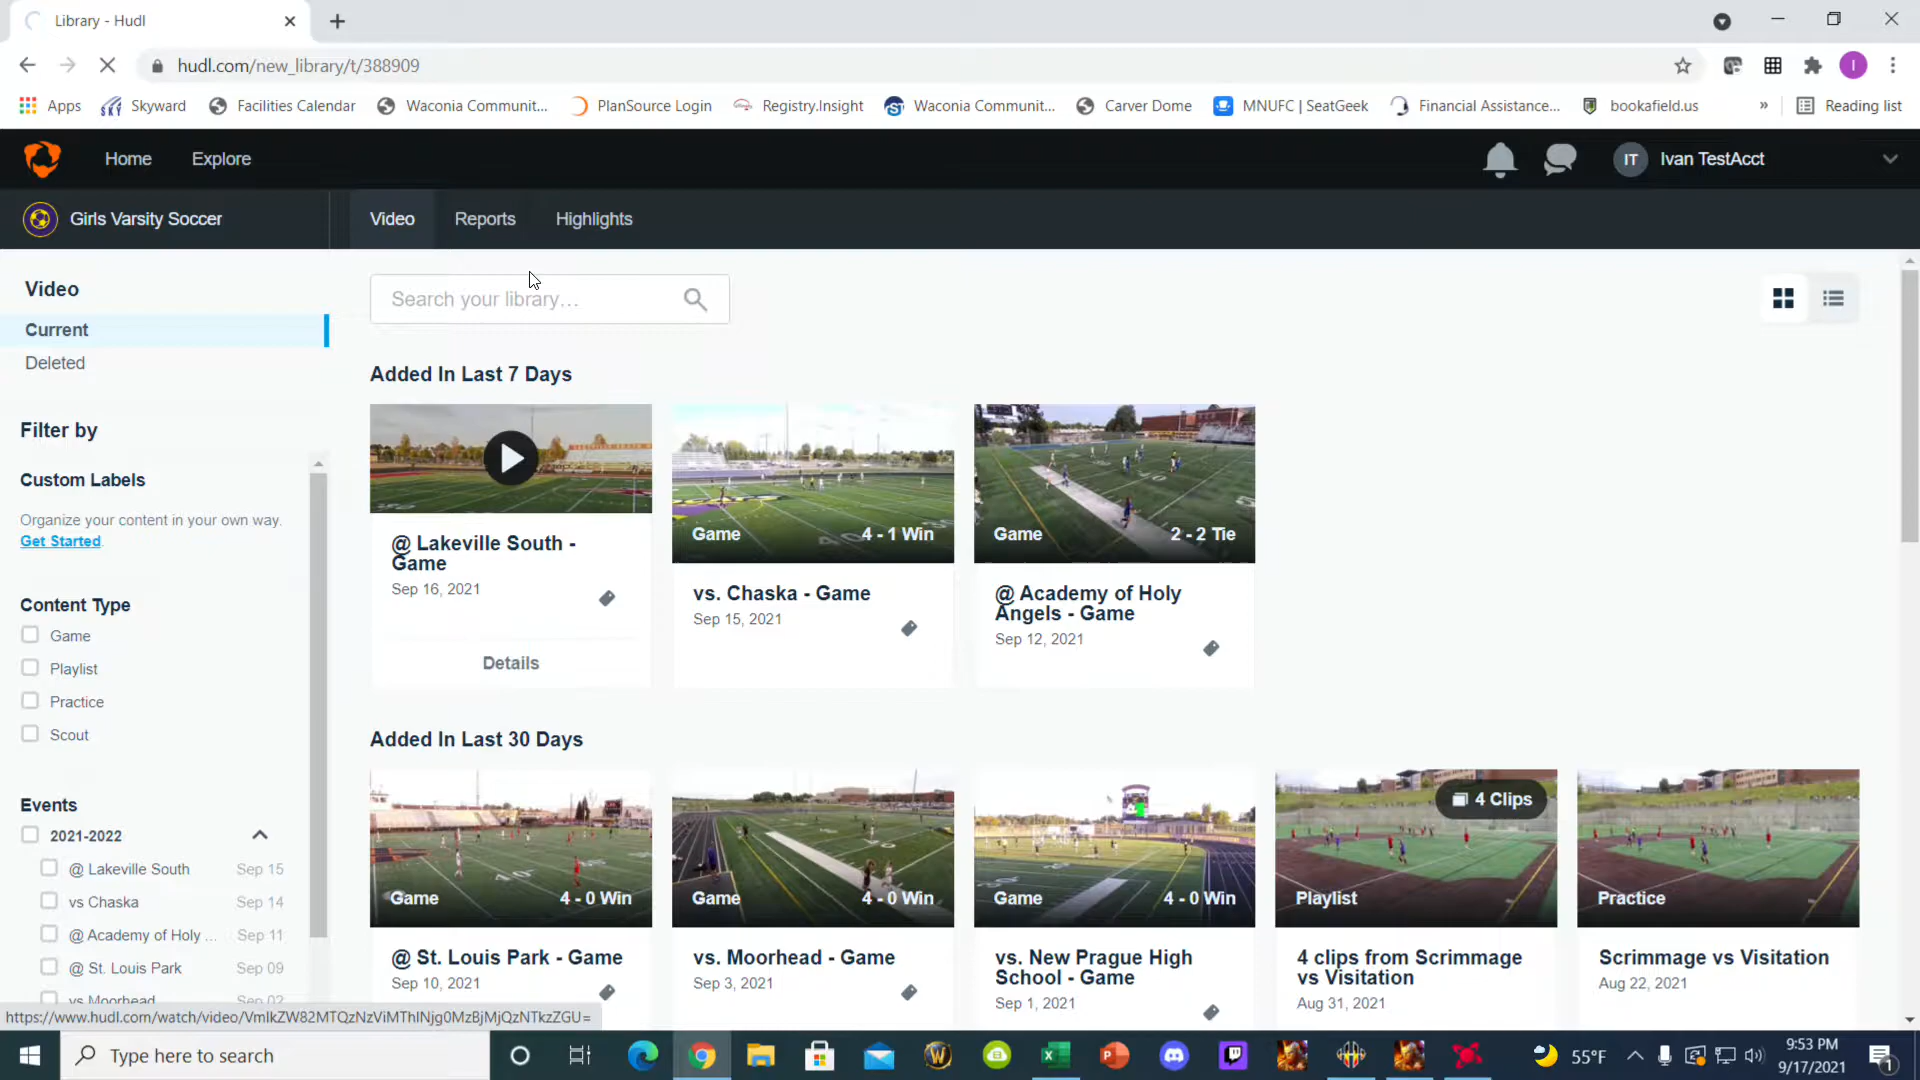 Library - Hudl
hudl.com/new_library/t/388909
I
Apps Skyward Facilities Calendar Waconia Communit... PlanSource Login Registry.Insight Waconia Communit... Carver Dome MNUFC | SeatGeek Financial Assistance... bookafield.us » Reading list
Home Explore IT Ivan TestAcct
Girls Varsity Soccer Video Reports Highlights
Video
Current
Deleted
Filter by
Custom Labels
Organize your content in your own way.
Get Started
Content Type
Game
Playlist
Practice
Scout
Events
2021-2022
@ Lakeville South Sep 15
vs Chaska Sep 14
@ Academy of Holy ... Sep 11
@ St. Louis Park Sep 09
vs Moorhead Sep 02
Search your library...
Added In Last 7 Days
@ Lakeville South -
Game
Sep 16, 2021
Details
Game 4 - 1 Win
vs. Chaska - Game
Sep 15, 2021
Game 2 - 2 Tie
@ Academy of Holy
Angels - Game
Sep 12, 2021
Added In Last 30 Days
Game 4 - 0 Win
@ St. Louis Park - Game
Sep 10, 2021
Game 4 - 0 Win
vs. Moorhead - Game
Sep 3, 2021
Game 4 - 0 Win
vs. New Prague High
School - Game
Sep 1, 2021
4 Clips
Playlist
4 clips from Scrimmage
vs Visitation
Aug 31, 2021
Practice
Scrimmage vs Visitation
Aug 22, 2021
Type here to search
55°F
9:53 PM
9/17/2021
1